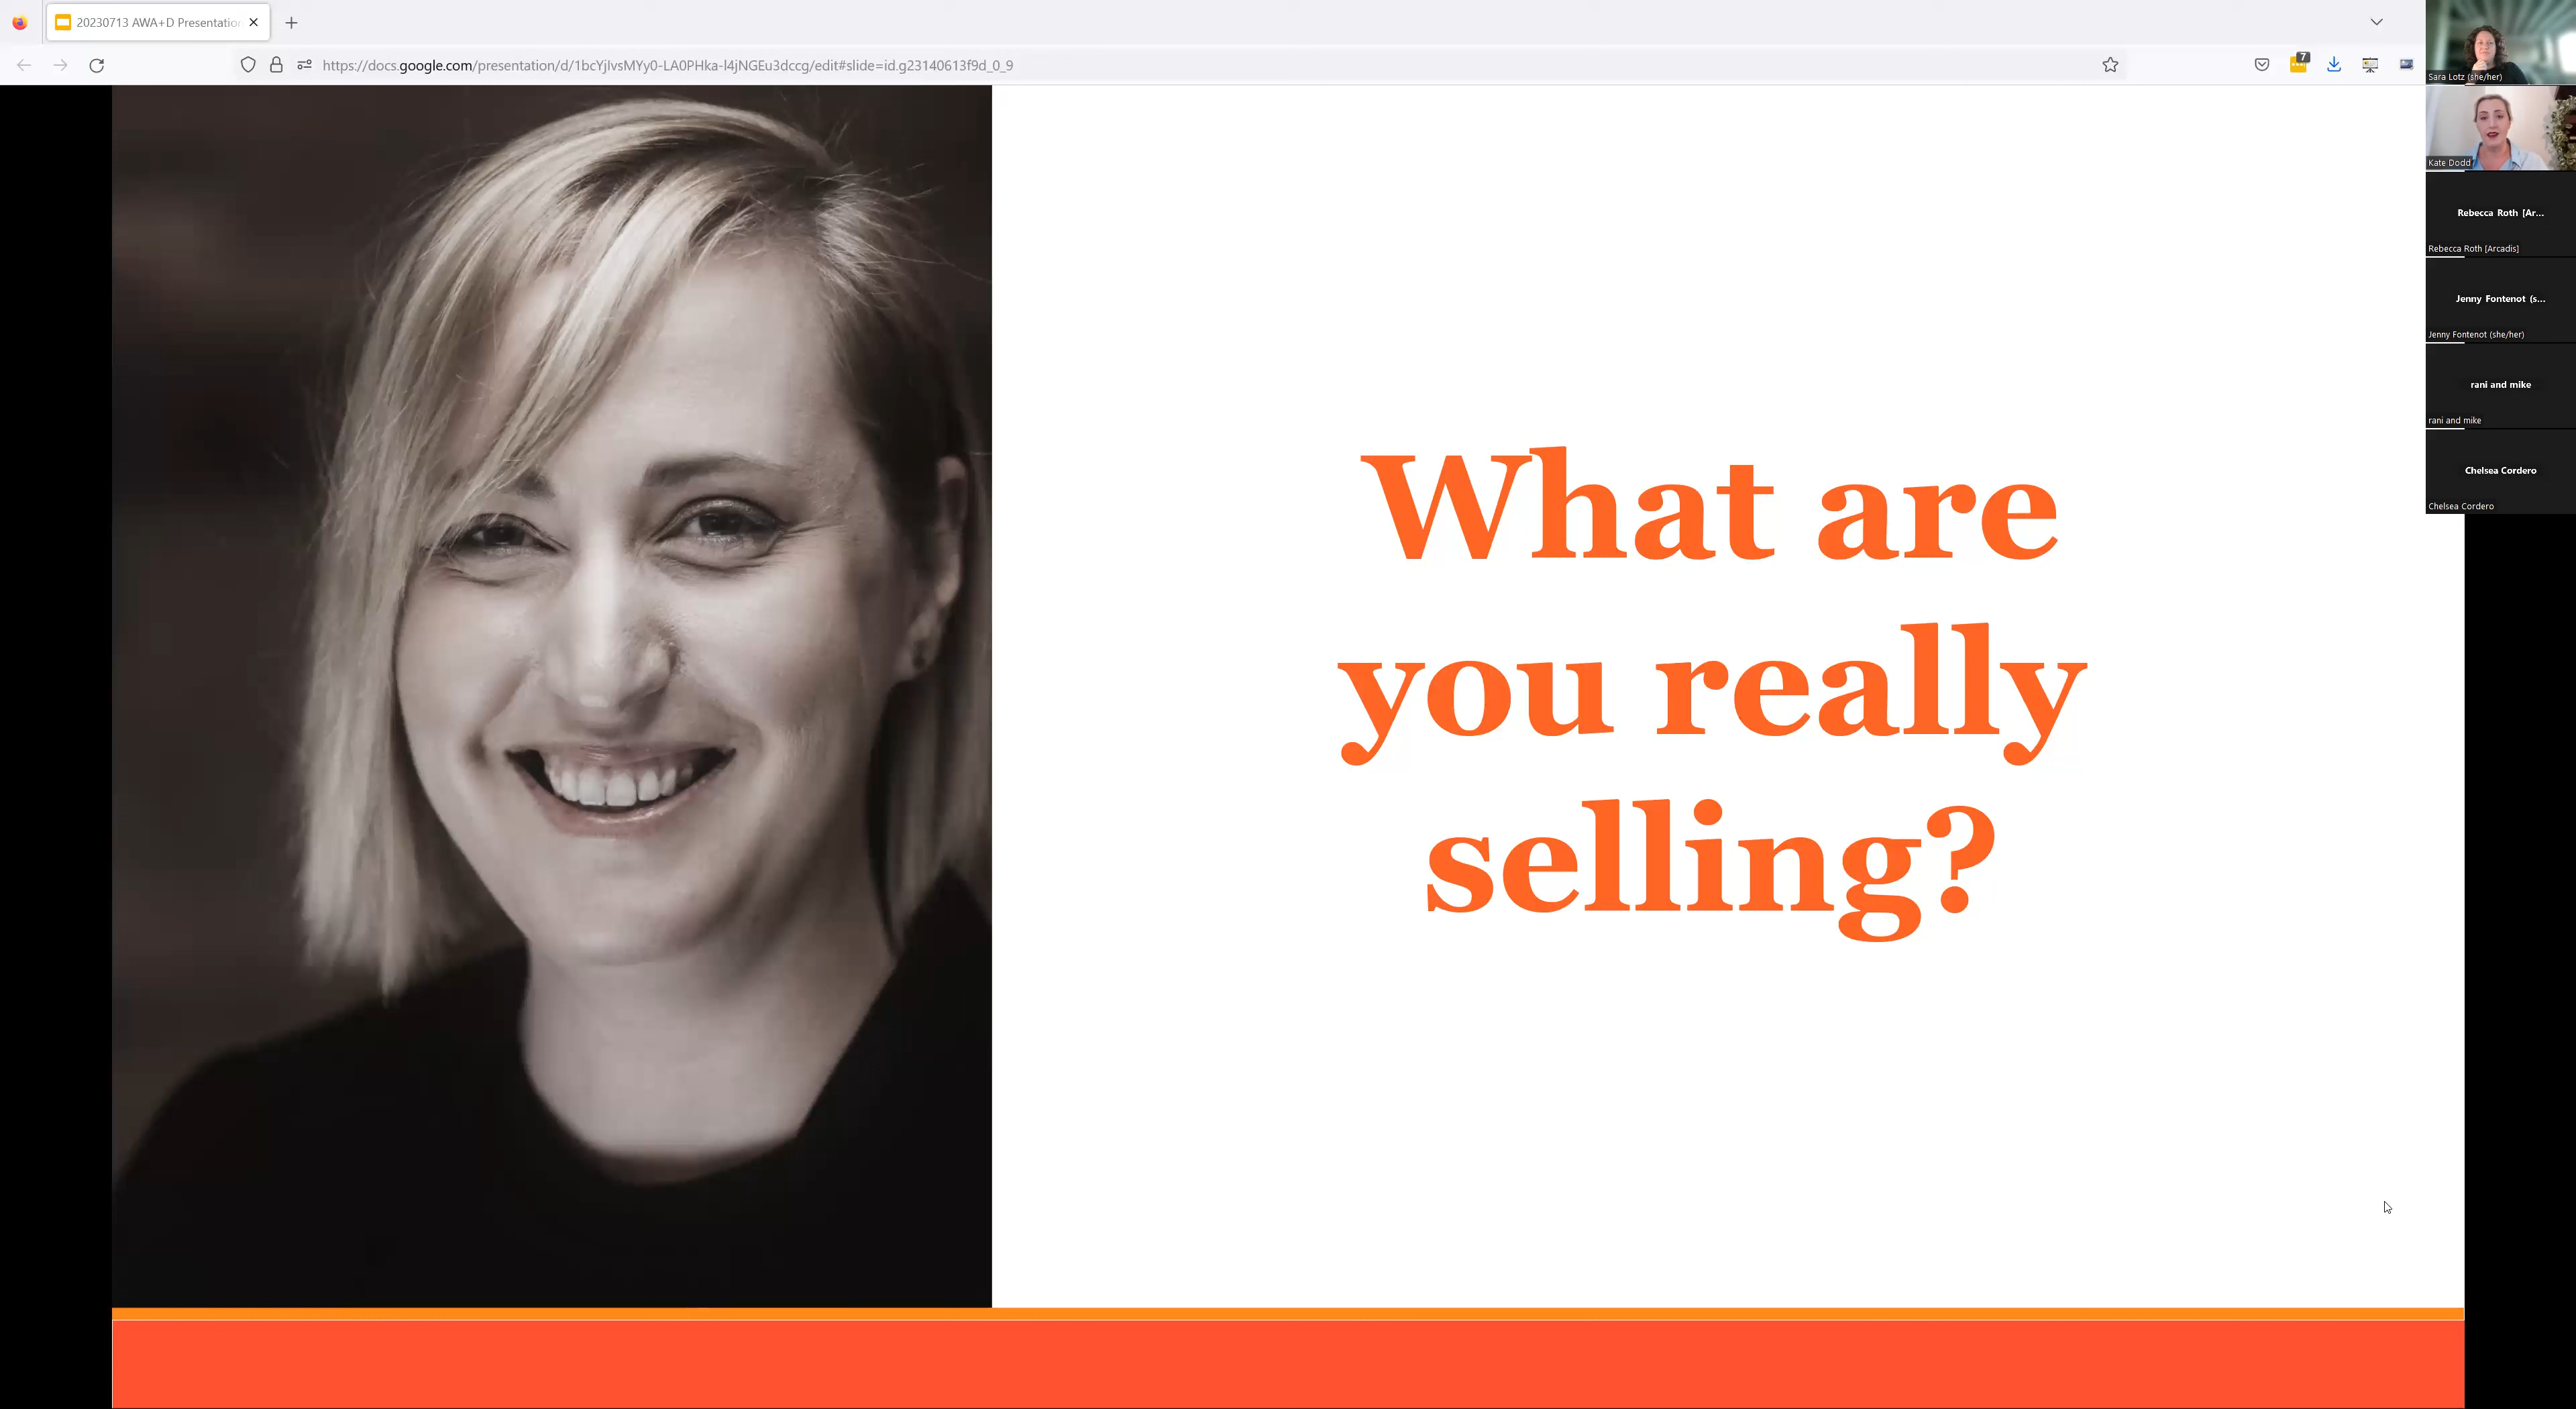 20230713 AWA+D Presentatio
https://docs.google.com/presentation/d/1bcYjlvsMYy0-LA0PHka-l4jNGEu3dccg/edit#slide=id.g23140613f9d_0_9
7
What are
you really
selling?
Sara Lotz (she/her)
Kate Dodd
Rebecca Roth [Ar...
Rebecca Roth [Arcadis]
Jenny Fontenot (s...
Jenny Fontenot (she/her)
rani and mike
rani and mike
Chelsea Cordero
Chelsea Cordero